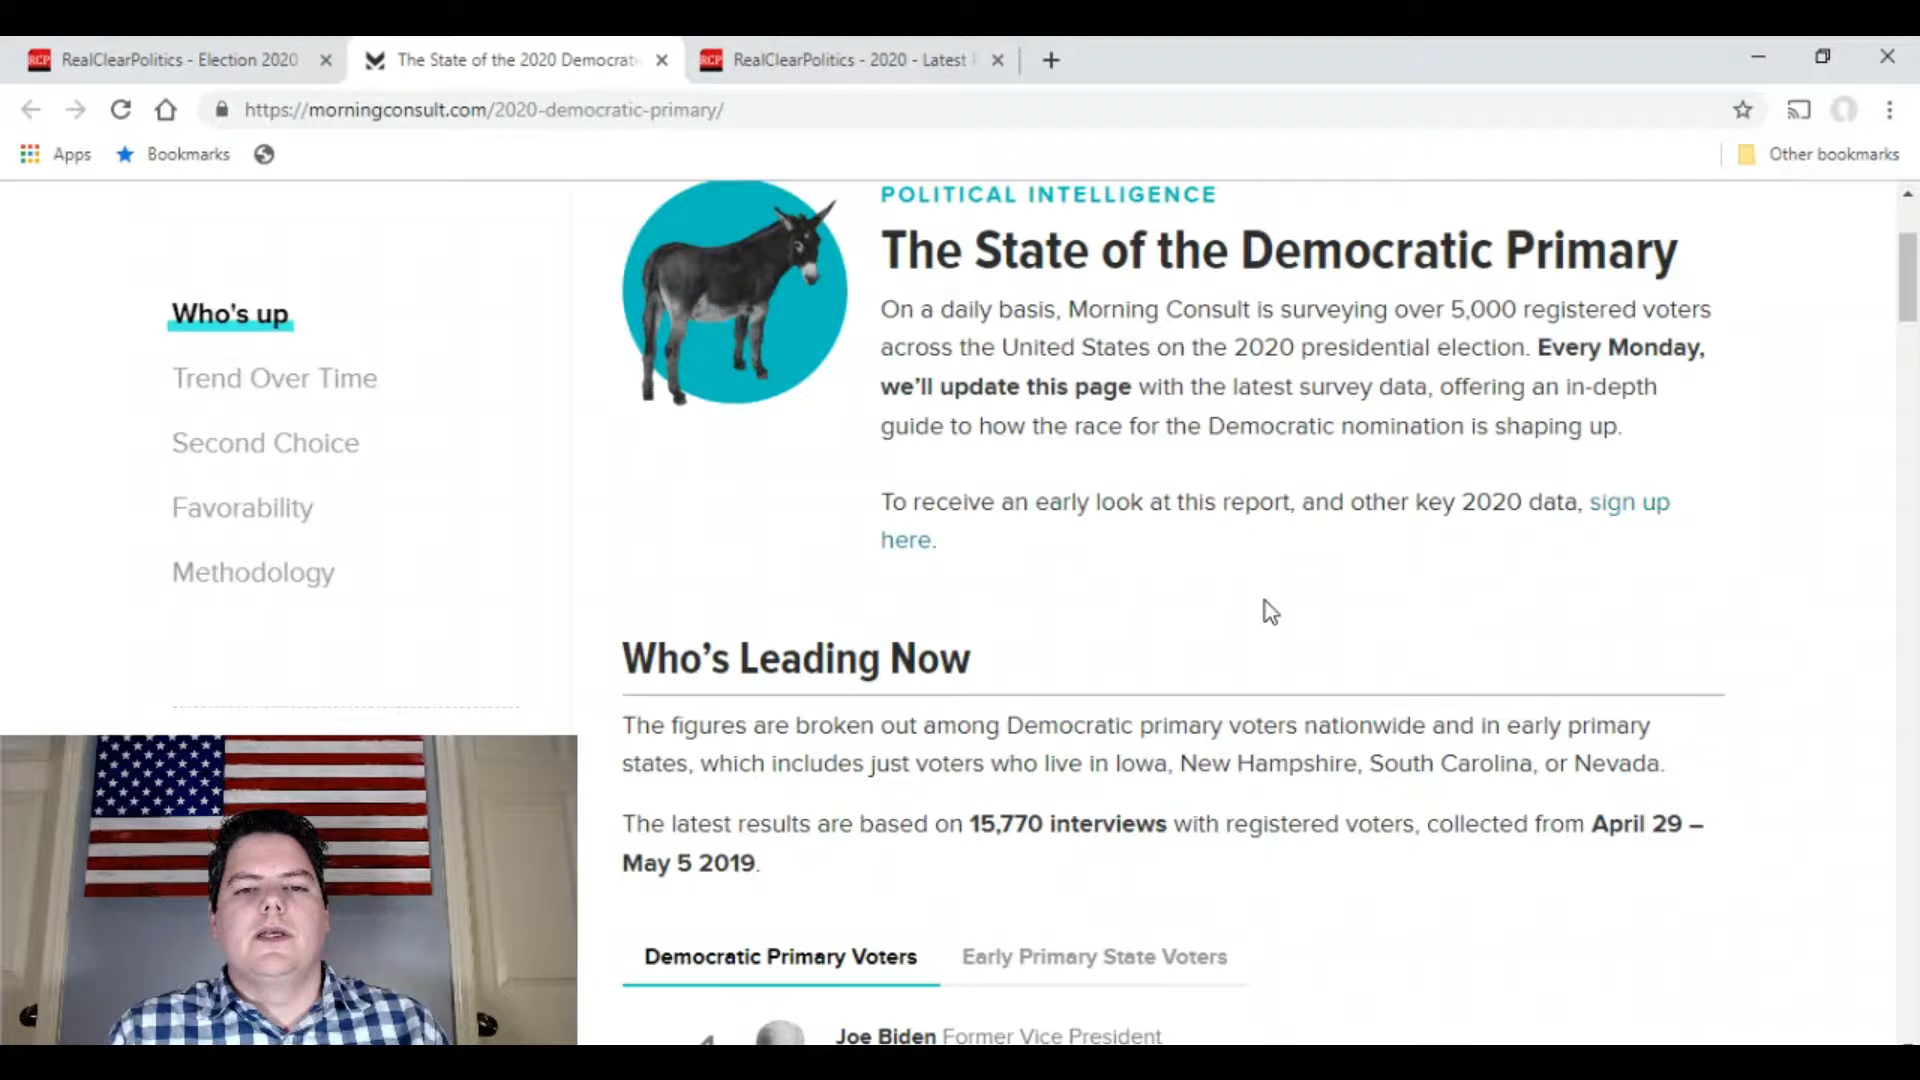 RCP RealClearPolitics - Election 2020
The State of the 2020 Democrati
RCP RealClearPolitics - 2020 - Latest
https://morningconsult.com/2020-democratic-primary/
Apps
Bookmarks
Other bookmarks
Who's up
Trend Over Time
Second Choice
Favorability
Methodology
POLITICAL INTELLIGENCE
The State of the Democratic Primary
On a daily basis, Morning Consult is surveying over 5,000 registered voters
across the United States on the 2020 presidential election. Every Monday,
we'll update this page with the latest survey data, offering an in-depth
guide to how the race for the Democratic nomination is shaping up.
To receive an early look at this report, and other key 2020 data, sign up
here.
Who's Leading Now
The figures are broken out among Democratic primary voters nationwide and in early primary
states, which includes just voters who live in Iowa, New Hampshire, South Carolina, or Nevada.
The latest results are based on 15,770 interviews with registered voters, collected from April 29 –
May 5 2019.
Democratic Primary Voters
Early Primary State Voters
1
Joe Biden Former Vice President